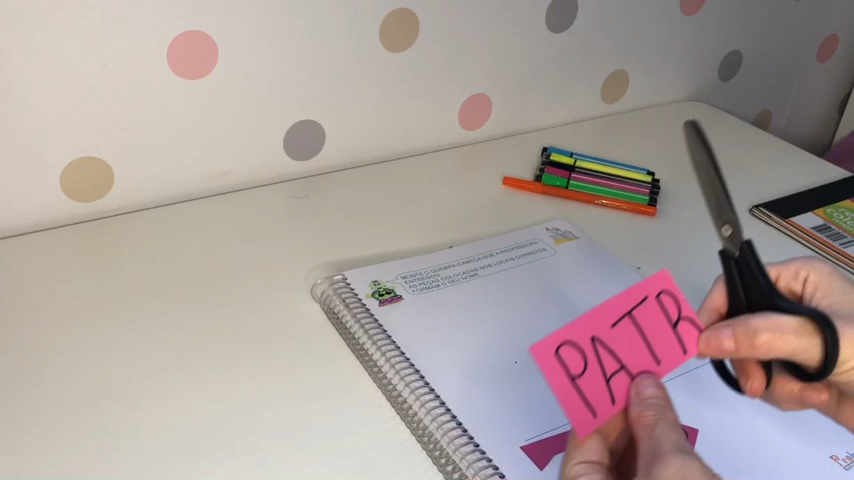 MONTE O QUEBRA-CABEÇA QUE A PROFESSORA
ENTREGOU.
AS PEÇAS COLOCADAS NOS LOCAIS CORRETOS
FORMAM O SEU NOME.
PATR